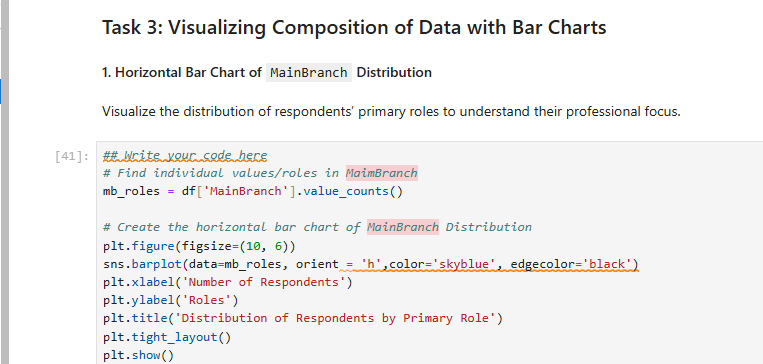 Task 3: Visualizing Composition of Data with Bar Charts
1. Horizontal Bar Chart of MainBranch Distribution
Visualize the distribution of respondents’ primary roles to understand their professional focus.
[41]: ## Write your code here
# Find individual values/roles in MaimBranch
mb_roles = df['MainBranch'].value_counts()
# Create the horizontal bar chart of MainBranch Distribution
plt.figure(figsize=(10, 6))
sns.barplot(data=mb_roles, orient = 'h',color='skyblue', edgecolor='black')
plt.xlabel('Number of Respondents')
plt.ylabel('Roles')
plt.title('Distribution of Respondents by Primary Role')
plt.tight_layout()
plt.show()